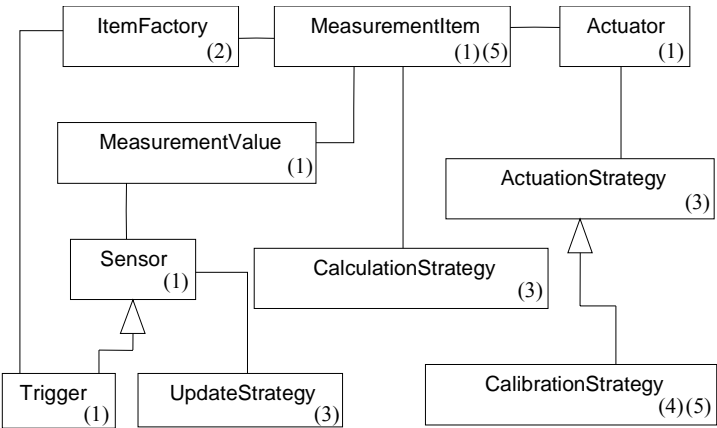 ItemFactory
(2)
MeasurementItem
(1)(5)
Actuator
(1)
MeasurementValue
(1)
ActuationStrategy
(3)
Sensor
(1)
CalculationStrategy
(3)
Trigger
(1)
UpdateStrategy
(3)
CalibrationStrategy
(4)(5)